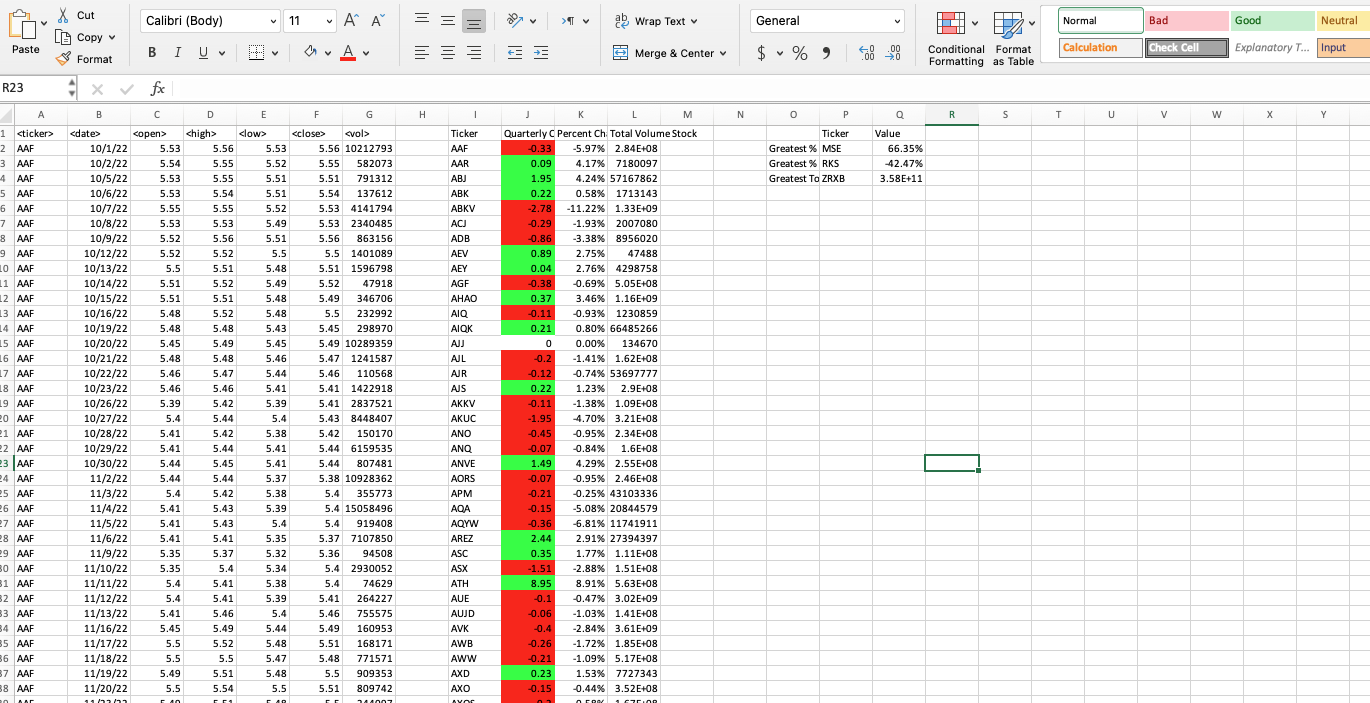 Cut
Calibri (Body) 11 A A ab Wrap Text General Normal Bad Good Neutral
Copy
Paste B I U A Merge & Center $ % Conditional Format Calculation Check Cell Explanatory T... Input
Format Formatting as Table
R23 fx
A B C D E F G H I J K L M N O P Q R S T U V W X Y
1 <ticker> <date> <open> <high> <low> <close> <vol> Ticker Quarterly C Percent Ch Total Volume Stock Ticker Value
2 AAF 10/1/22 5.53 5.56 5.53 5.56 10212793 AAF -0.33 -5.97% 2.84E+08 Greatest % MSE 66.35%
3 AAF 10/2/22 5.54 5.55 5.52 5.55 582073 AAR 0.09 4.17% 7180097 Greatest % RKS -42.47%
4 AAF 10/5/22 5.53 5.55 5.51 5.51 791312 ABJ 1.95 4.24% 57167862 Greatest To ZRXB 3.58E+11
5 AAF 10/6/22 5.53 5.54 5.51 5.54 137612 ABK 0.22 0.58% 1713143
6 AAF 10/7/22 5.55 5.55 5.52 5.53 4141794 ABKV -2.78 -11.22% 1.33E+09
7 AAF 10/8/22 5.53 5.53 5.49 5.53 2340485 ACJ -0.29 -1.93% 2007080
8 AAF 10/9/22 5.52 5.56 5.51 5.56 863156 ADB -0.86 -3.38% 8956020
9 AAF 10/12/22 5.52 5.52 5.5 5.5 1401089 AEV 0.89 2.75% 47488
10 AAF 10/13/22 5.5 5.51 5.48 5.51 1596798 AEY 0.04 2.76% 4298758
11 AAF 10/14/22 5.51 5.52 5.49 5.52 47918 AGF -0.38 -0.69% 5.05E+08
12 AAF 10/15/22 5.51 5.51 5.48 5.49 346706 AHAO 0.37 3.46% 1.16E+09
13 AAF 10/16/22 5.48 5.52 5.48 5.5 232992 AIQ -0.11 -0.93% 1230859
14 AAF 10/19/22 5.48 5.48 5.43 5.45 298970 AIQK 0.21 0.80% 66485266
15 AAF 10/20/22 5.45 5.49 5.45 5.49 10289359 AJJ 0 0.00% 134670
16 AAF 10/21/22 5.48 5.48 5.46 5.47 1241587 AJL -0.2 -1.41% 1.62E+08
17 AAF 10/22/22 5.46 5.47 5.44 5.46 110568 AJR -0.12 -0.74% 53697777
18 AAF 10/23/22 5.46 5.46 5.41 5.41 1422918 AJS 0.22 1.23% 2.9E+08
19 AAF 10/26/22 5.39 5.42 5.39 5.41 2837521 AKKV -0.11 -1.38% 1.09E+08
20 AAF 10/27/22 5.4 5.44 5.4 5.43 8448407 AKUC -1.95 -4.70% 3.21E+08
21 AAF 10/28/22 5.41 5.42 5.38 5.42 150170 ANO -0.45 -0.95% 2.34E+08
22 AAF 10/29/22 5.41 5.44 5.41 5.44 6159535 ANQ -0.07 -0.84% 1.6E+08
23 AAF 10/30/22 5.44 5.45 5.41 5.44 807481 ANVE 1.49 4.29% 2.55E+08
24 AAF 11/2/22 5.44 5.44 5.37 5.38 10928362 AORS -0.07 -0.95% 2.46E+08
25 AAF 11/3/22 5.4 5.42 5.38 5.4 355773 APM -0.21 -0.25% 43103336
26 AAF 11/4/22 5.41 5.43 5.39 5.4 15058496 AQA -0.15 -5.08% 20844579
27 AAF 11/5/22 5.41 5.43 5.4 5.4 919408 AQYW -0.36 -6.81% 11741911
28 AAF 11/6/22 5.41 5.41 5.35 5.37 7107850 AREZ 2.44 2.91% 27394397
29 AAF 11/9/22 5.35 5.37 5.32 5.36 94508 ASC 0.35 1.77% 1.11E+08
30 AAF 11/10/22 5.35 5.4 5.34 5.4 2930052 ASX -1.51 -2.88% 1.51E+08
31 AAF 11/11/22 5.4 5.41 5.38 5.4 74629 ATH 8.95 8.91% 5.63E+08
32 AAF 11/12/22 5.4 5.41 5.39 5.41 264227 AUE -0.1 -0.47% 3.02E+09
33 AAF 11/13/22 5.41 5.46 5.4 5.46 755575 AUJD -0.06 -1.03% 1.41E+08
34 AAF 11/16/22 5.45 5.49 5.44 5.49 160953 AVK -0.4 -2.84% 3.61E+09
35 AAF 11/17/22 5.5 5.52 5.48 5.51 168171 AWB -0.26 -1.72% 1.85E+08
36 AAF 11/18/22 5.5 5.5 5.47 5.48 771571 AWW -0.21 -1.09% 5.17E+08
37 AAF 11/19/22 5.49 5.51 5.48 5.5 909353 AXD 0.23 1.53% 7727343
38 AAF 11/20/22 5.5 5.54 5.5 5.51 809742 AXO -0.15 -0.44% 3.52E+08